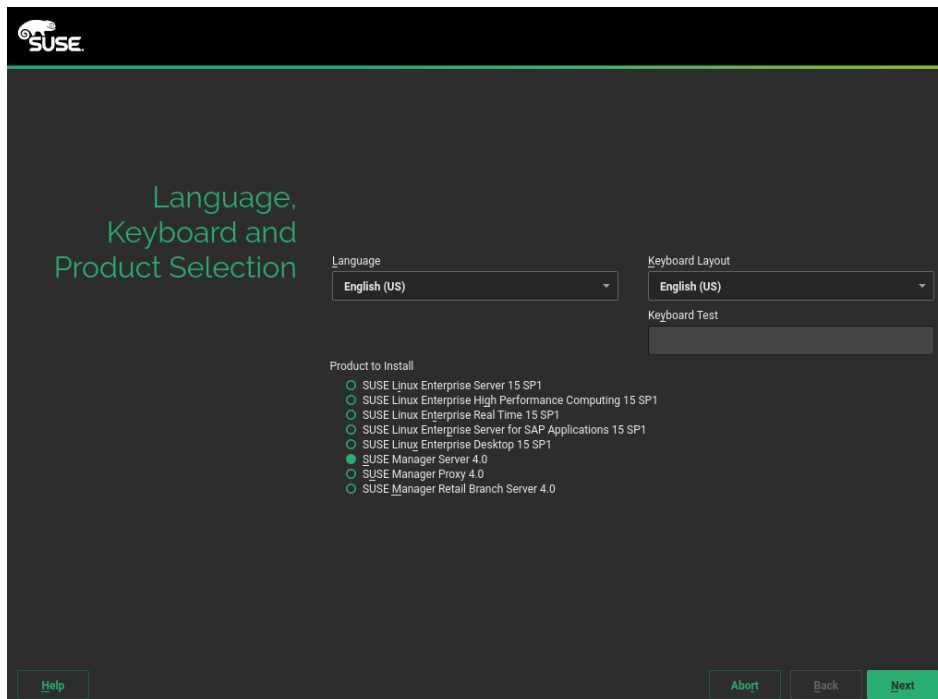 SUSE.
Language,
Keyboard and
Product Selection
Language
Keyboard Layout
English (US)
English (US)
Keyboard Test
Product to Install
SUSE Linux Enterprise Server 15 SP1
SUSE Linux Enterprise High Performance Computing 15 SP1
SUSE Linux Enterprise Real Time 15 SP1
SUSE Linux Enterprise Server for SAP Applications 15 SP1
SUSE Linux Enterprise Desktop 15 SP1
SUSE Manager Server 4.0
SUSE Manager Proxy 4.0
SUSE Manager Retail Branch Server 4.0
Help
Abort
Back
Next